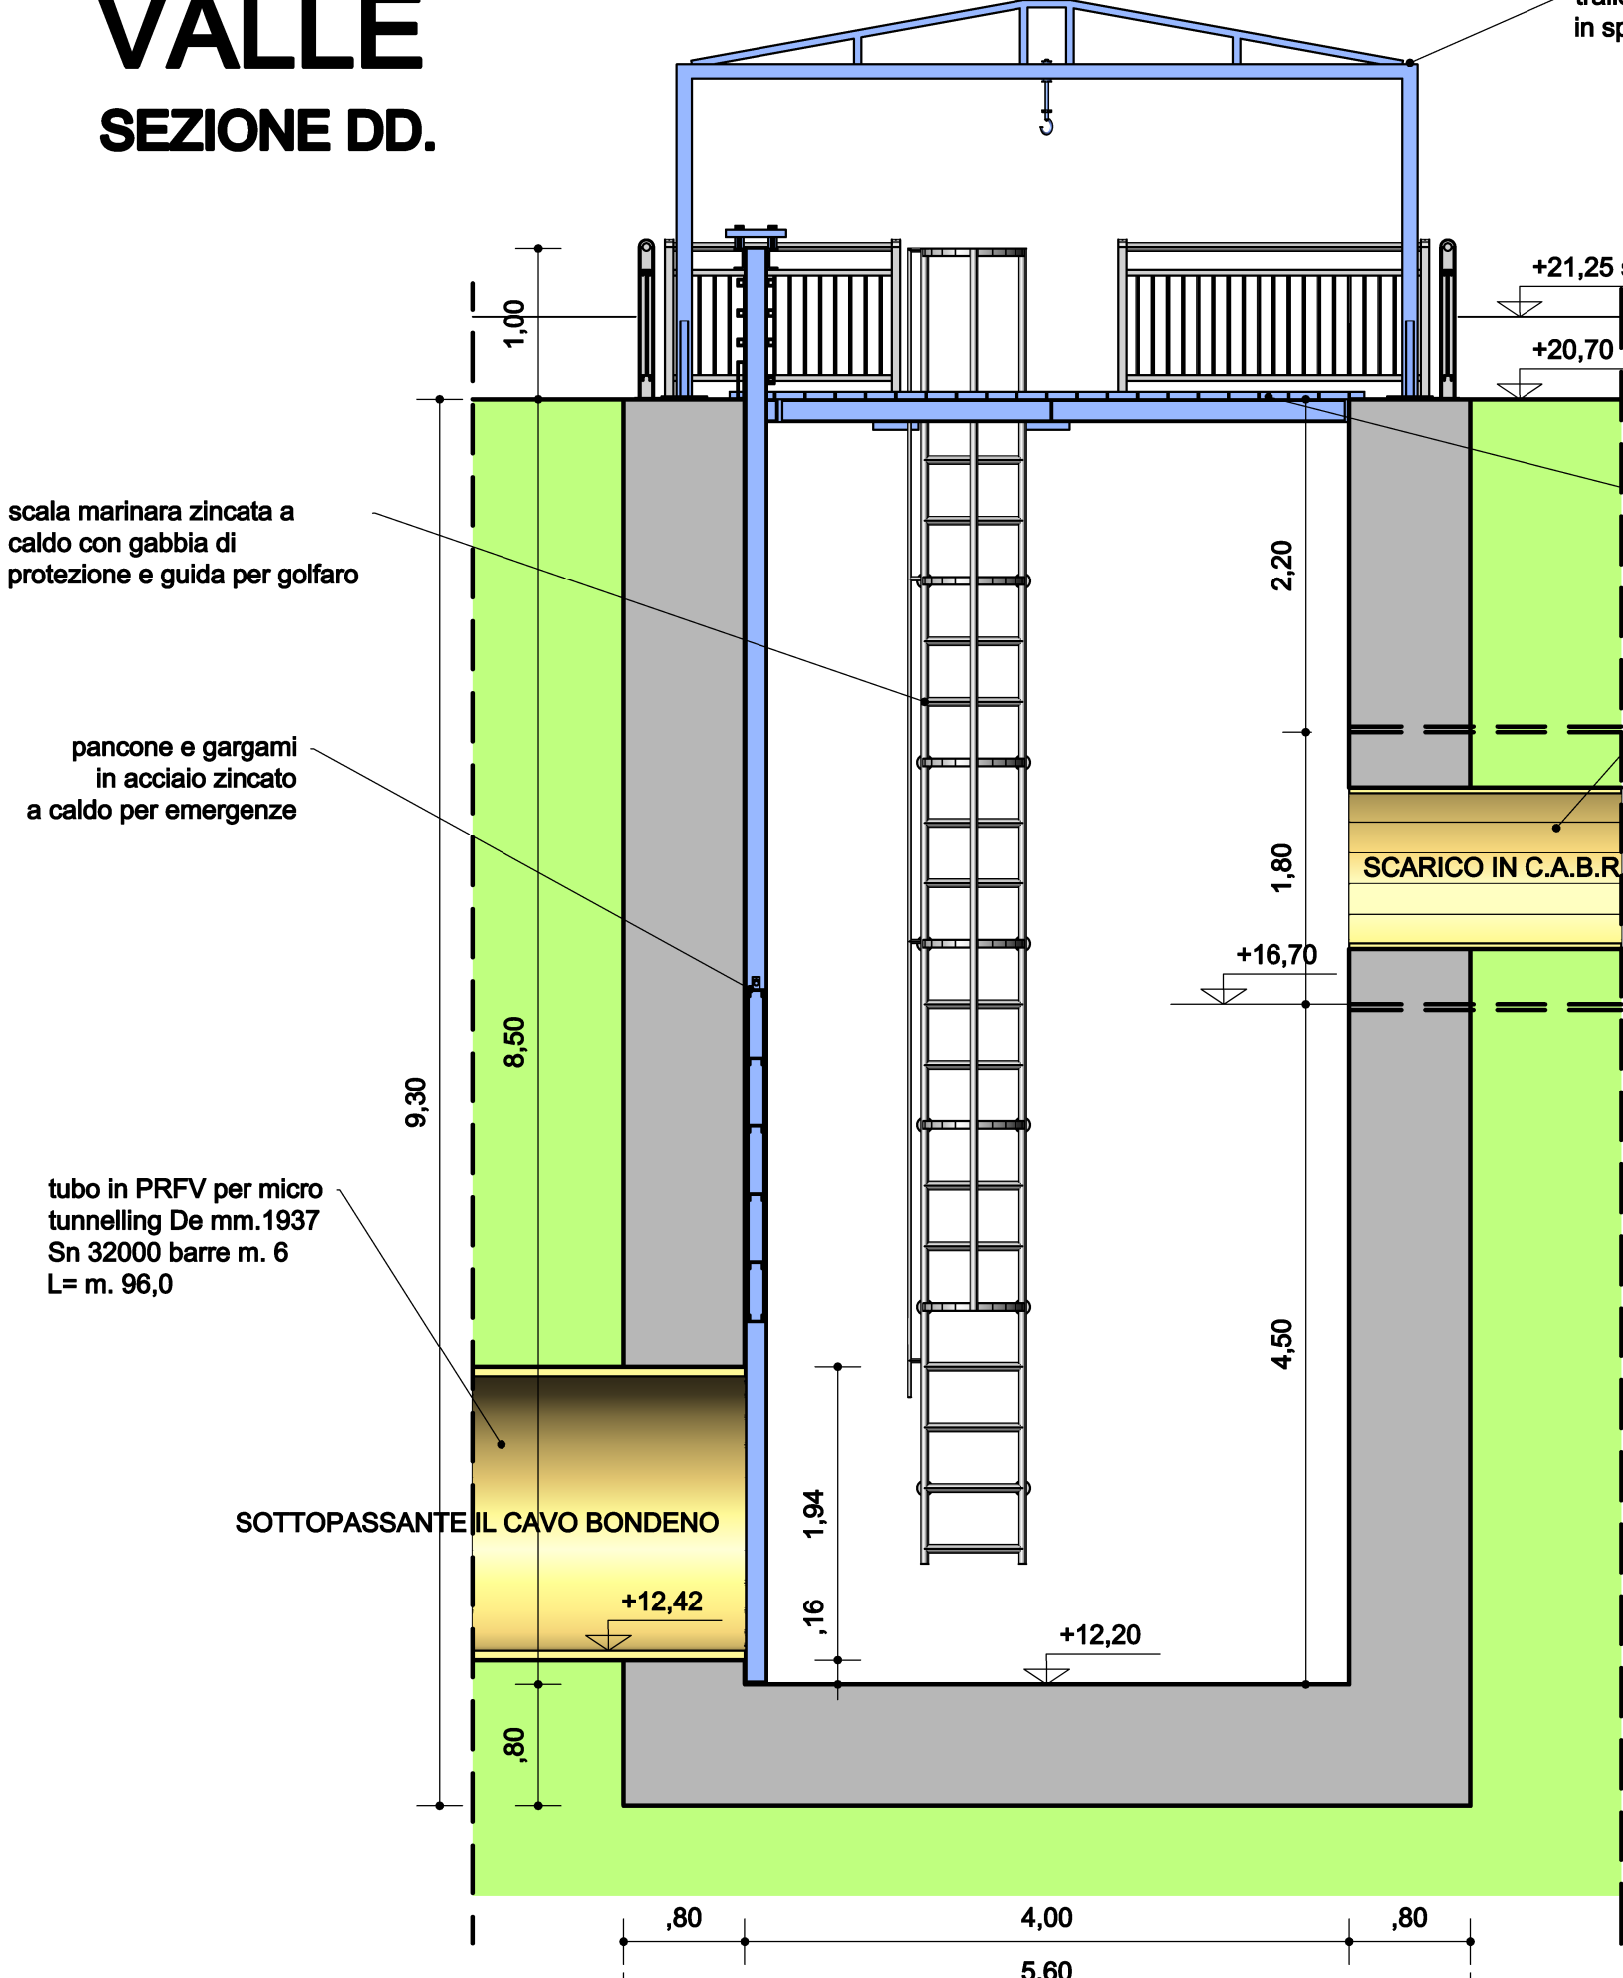 VALLE
SEZIONE DD.
in sp
+21,25 s
1,00
+20,70
scala marinara zincata a
caldo con gabbia di
protezione e guida per golfaro
2,20
pancone e gargami
in acciaio zincato
a caldo per emergenze
1,80
SCARICO IN C.A.B.R.
+16,70
8,50
9,30
tubo in PRFV per micro
tunnelling De mm.1937
Sn 32000 barre m. 6
L= m. 96,0
4,50
1,94
SOTTOPASSANTE IL CAVO BONDENO
+12,42
,16
+12,20
,80
,80
4,00
,80
5,60